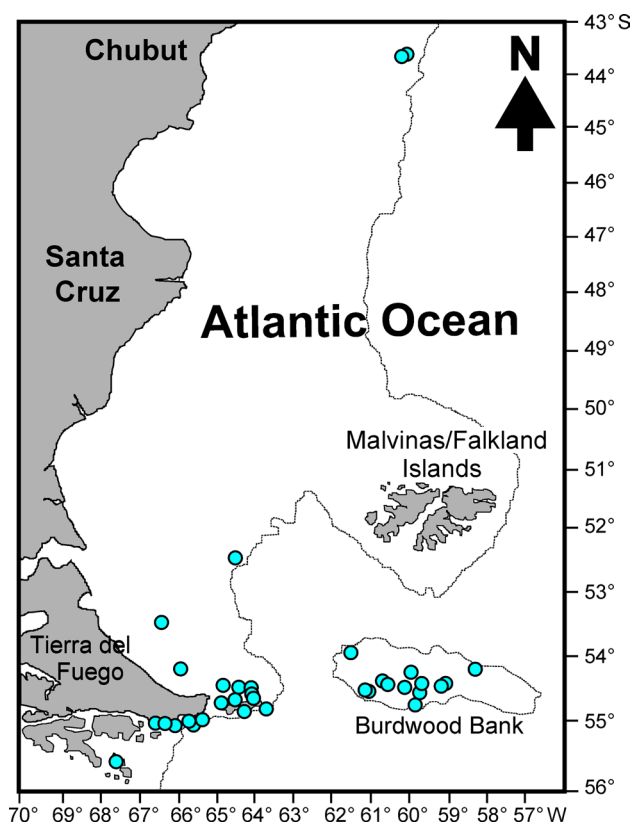 43° S
Chubut
N
44°
45°
46°
47°
Santa
Cruz
48°
Atlantic Ocean
49°
50°
Malvinas/Falkland
Islands
51°
52°
53°
Tierra del
Fuego
54°
55°
Burdwood Bank
56°
70° 69° 68° 67° 66° 65° 64° 63° 62° 61° 60° 59° 58° 57° W